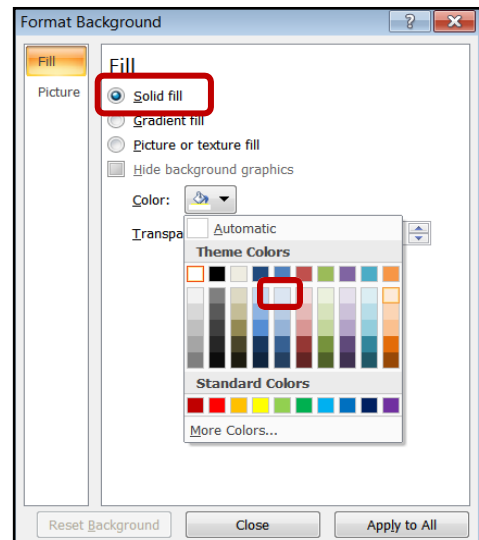 Format Background
Fill
Picture
Fill
Solid fill
Gradient fill
Picture or texture fill
Hide background graphics
Color:
Transpa
Automatic
Theme Colors
Standard Colors
More Colors...
Reset Background
Close
Apply to All